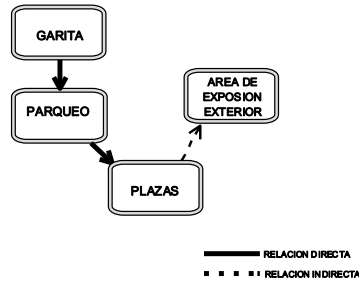 GARITA
PARQUEO
AREA DE
EXPOSION
EXTERIOR
PLAZAS
RELACION DIRECTA
RELACION INDIRECTA